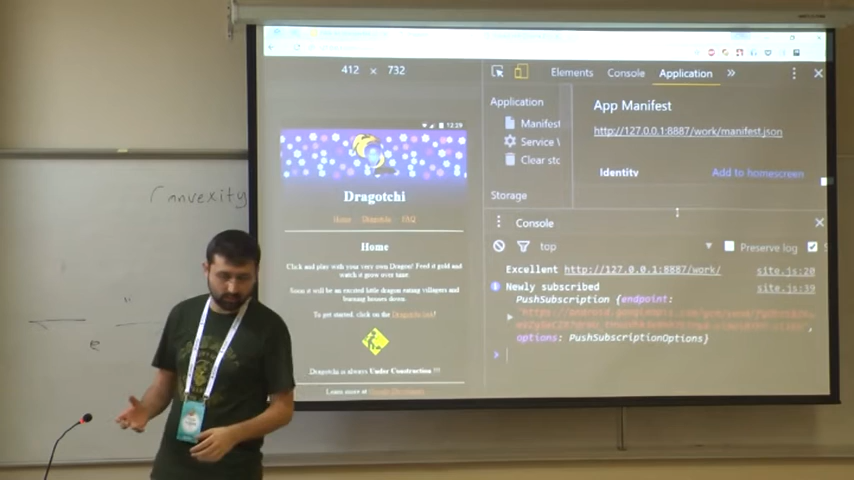 412 × 732
Elements Console Application »
Application
Manifest
Service
Clear sto
Storage
App Manifest
http://127.0.0.1:8887/work/manifest.json
Identity Add to homescreen
12:29
Dragotchi
Home Dragotchi FAQ
Home
Click and play with your very own Dragon! Feed it gold and
watch it grow over time.
Soon it will be an excited little dragon eating villagers and
burning houses down.
To get started, click on the Dragotchi link!
Dragotchi is always Under Construction !!!
Learn more at
Console
top Preserve log
Excellent http://127.0.0.1:8887/work/ site.js:20
Newly subscribed site.js:39
PushSubscription {endpoint:
options: PushSubscriptionOptions}
Convexity
e